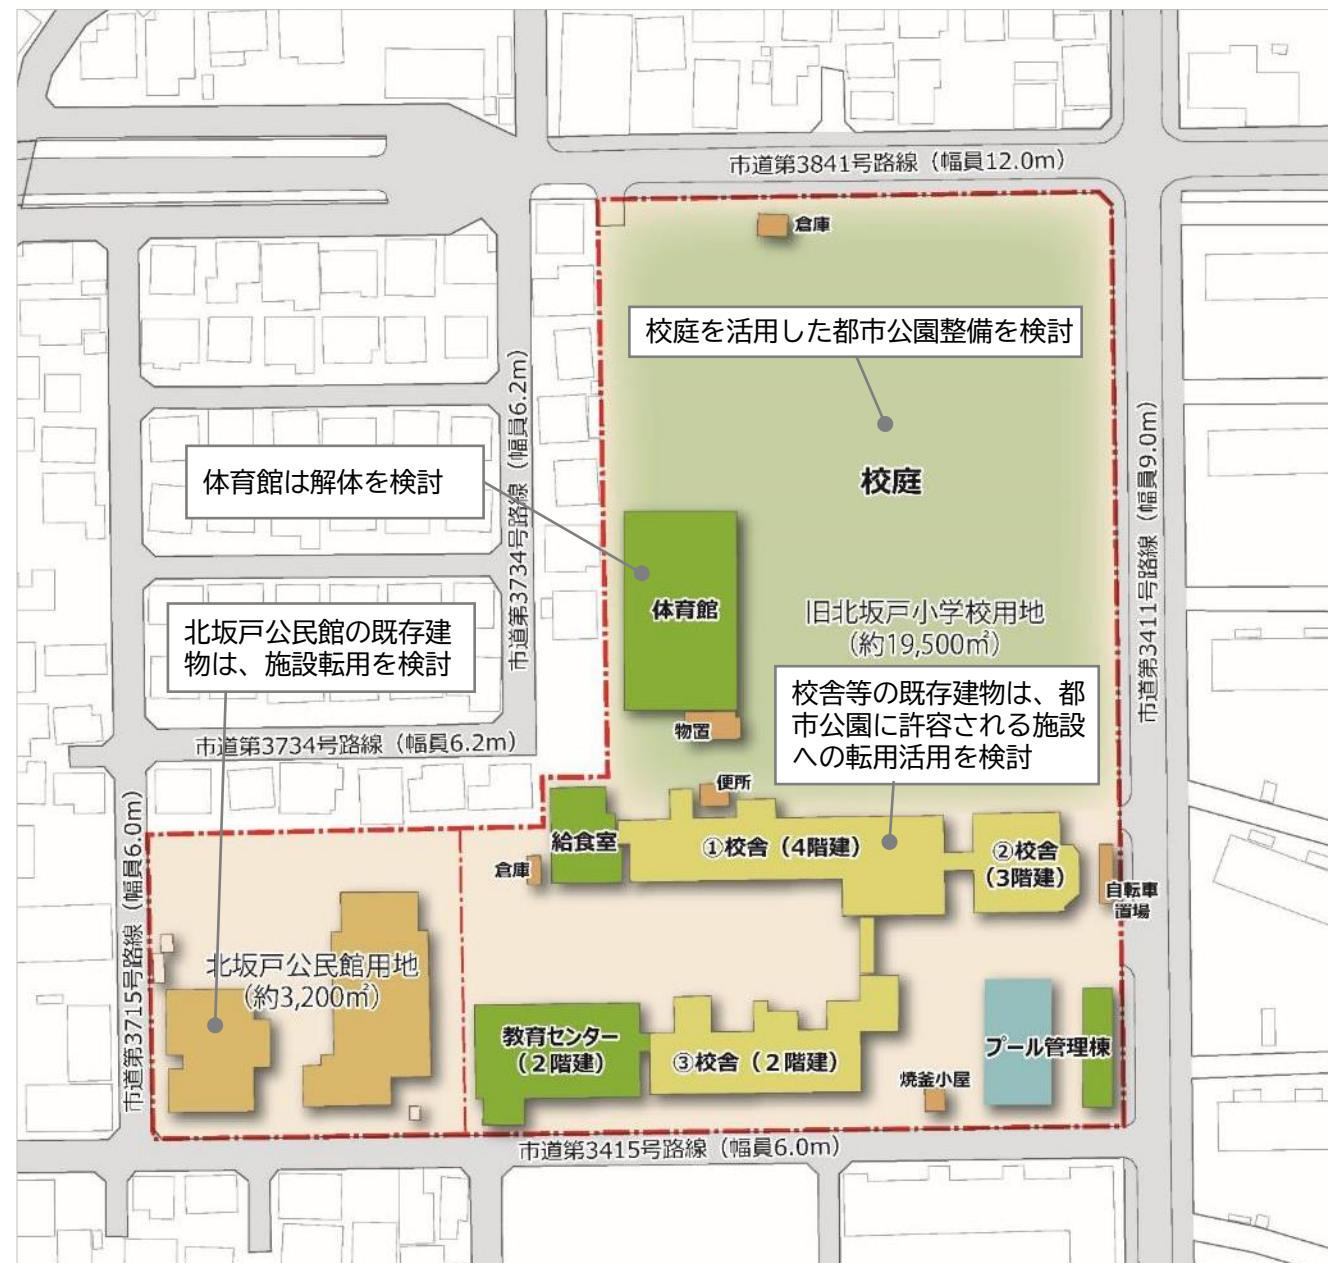 市道第3841号路線（幅員12.0m）
倉庫
校庭を活用した都市公園整備を検討
市道第3734号路線（幅員6.2m）
市道第3411号路線（幅員9.0m）
体育館は解体を検討
校庭
体育館
旧北坂戸小学校用地
（約19,500㎡）
北坂戸公民館の既存建
物は、施設転用を検討
校舎等の既存建物は、都
市公園に許容される施設
への転用活用を検討
物置
市道第3734号路線（幅員6.2m）
便所
市道第3715号路線（幅員6.0m）
給食室
①校舎（4階建）
②校舎
（3階建）
倉庫
自転車
置場
北坂戸公民館用地
（約3,200㎡）
教育センター
（２階建）
③校舎（２階建）
プール管理棟
焼釜小屋
市道第3415号路線（幅員6.0m）